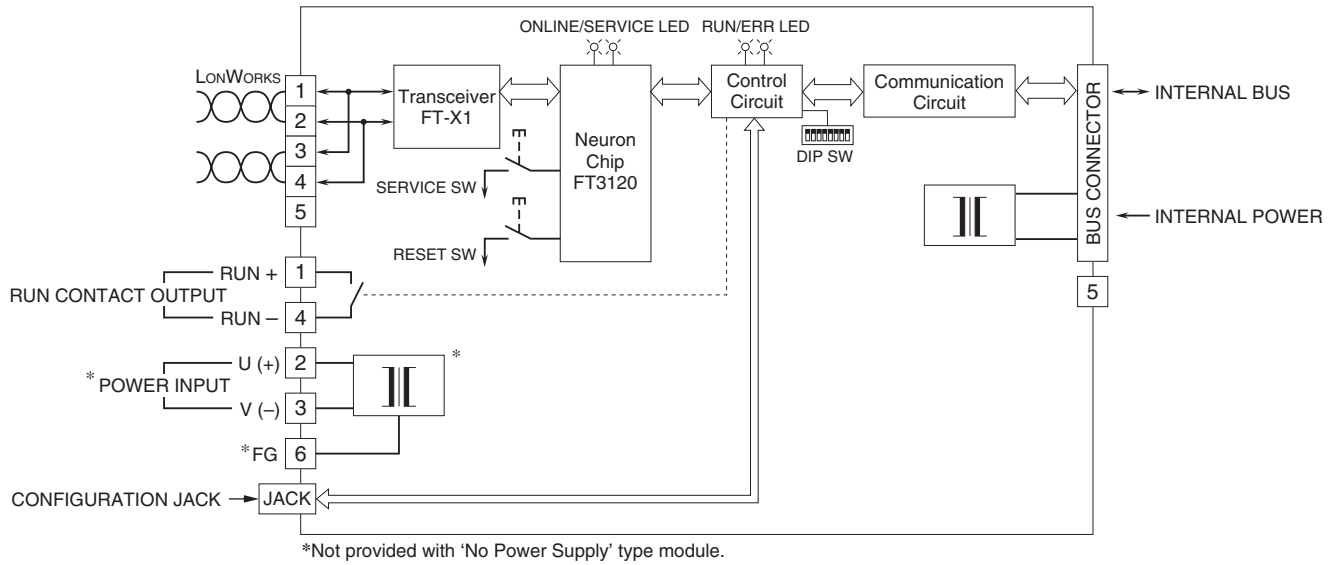 ONLINE/SERVICE LED
RUN/ERR LED
LONWORKS
1
2
3
4
5
Transceiver
FT-X1
Neuron
Chip
FT3120
SERVICE SW
RESET SW
Control
Circuit
DIP SW
Communication
Circuit
BUS CONNECTOR
INTERNAL BUS
INTERNAL POWER
5
RUN CONTACT OUTPUT
RUN +
1
RUN –
4
*POWER INPUT
U (+)
2
V (–)
3
*
*FG
6
CONFIGURATION JACK
JACK
*Not provided with ‘No Power Supply’ type module.